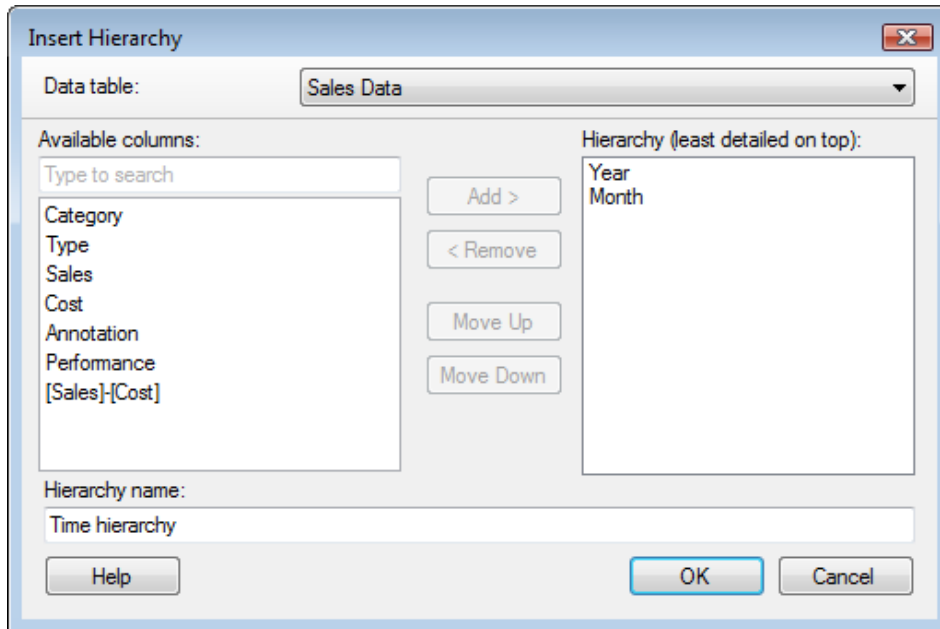 Insert Hierarchy
Data table:
Sales Data
Available columns:
Type to search
Category
Type
Sales
Cost
Annotation
Performance
[Sales]-[Cost]
Add >
< Remove
Move Up
Move Down
Hierarchy (least detailed on top):
Year
Month
Hierarchy name:
Time hierarchy
Help
OK
Cancel